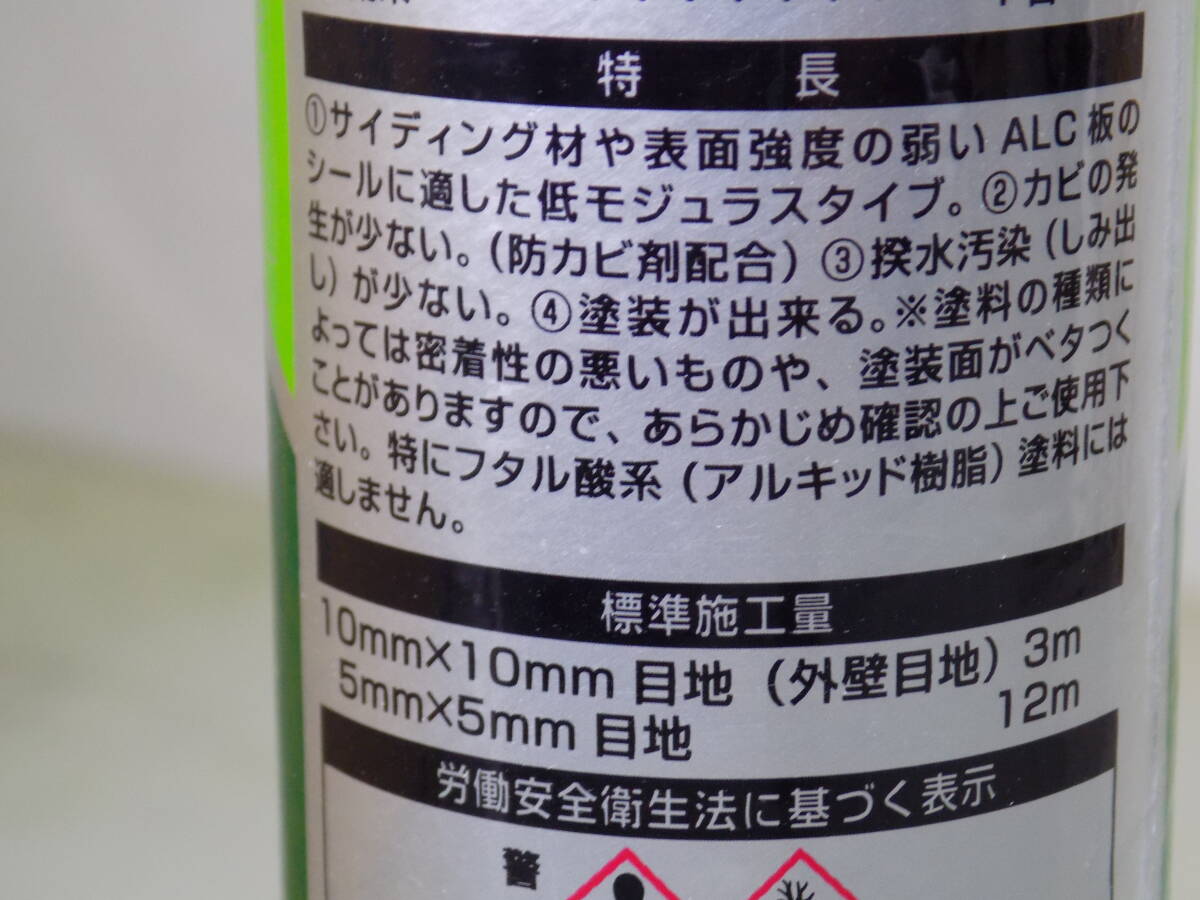 特 長
①サイディング材や表面強度の弱いALC板の
シールに適した低モジュラスタイプ。②カビの発
生が少ない。(防カビ剤配合)③撥水汚染(しみ出
し)が少ない。④塗装が出来る。※塗料の種類に
よっては密着性の悪いものや、塗装面がベタつく
ことがありますので、あらかじめ確認の上ご使用下
さい。特にフタル酸系(アルキッド樹脂)塗料には
適しません。
標準施工量
10mm×10mm 目地(外壁目地) 3m
5mm×5mm 目地 12m
労働安全衛生法に基づく表示
警